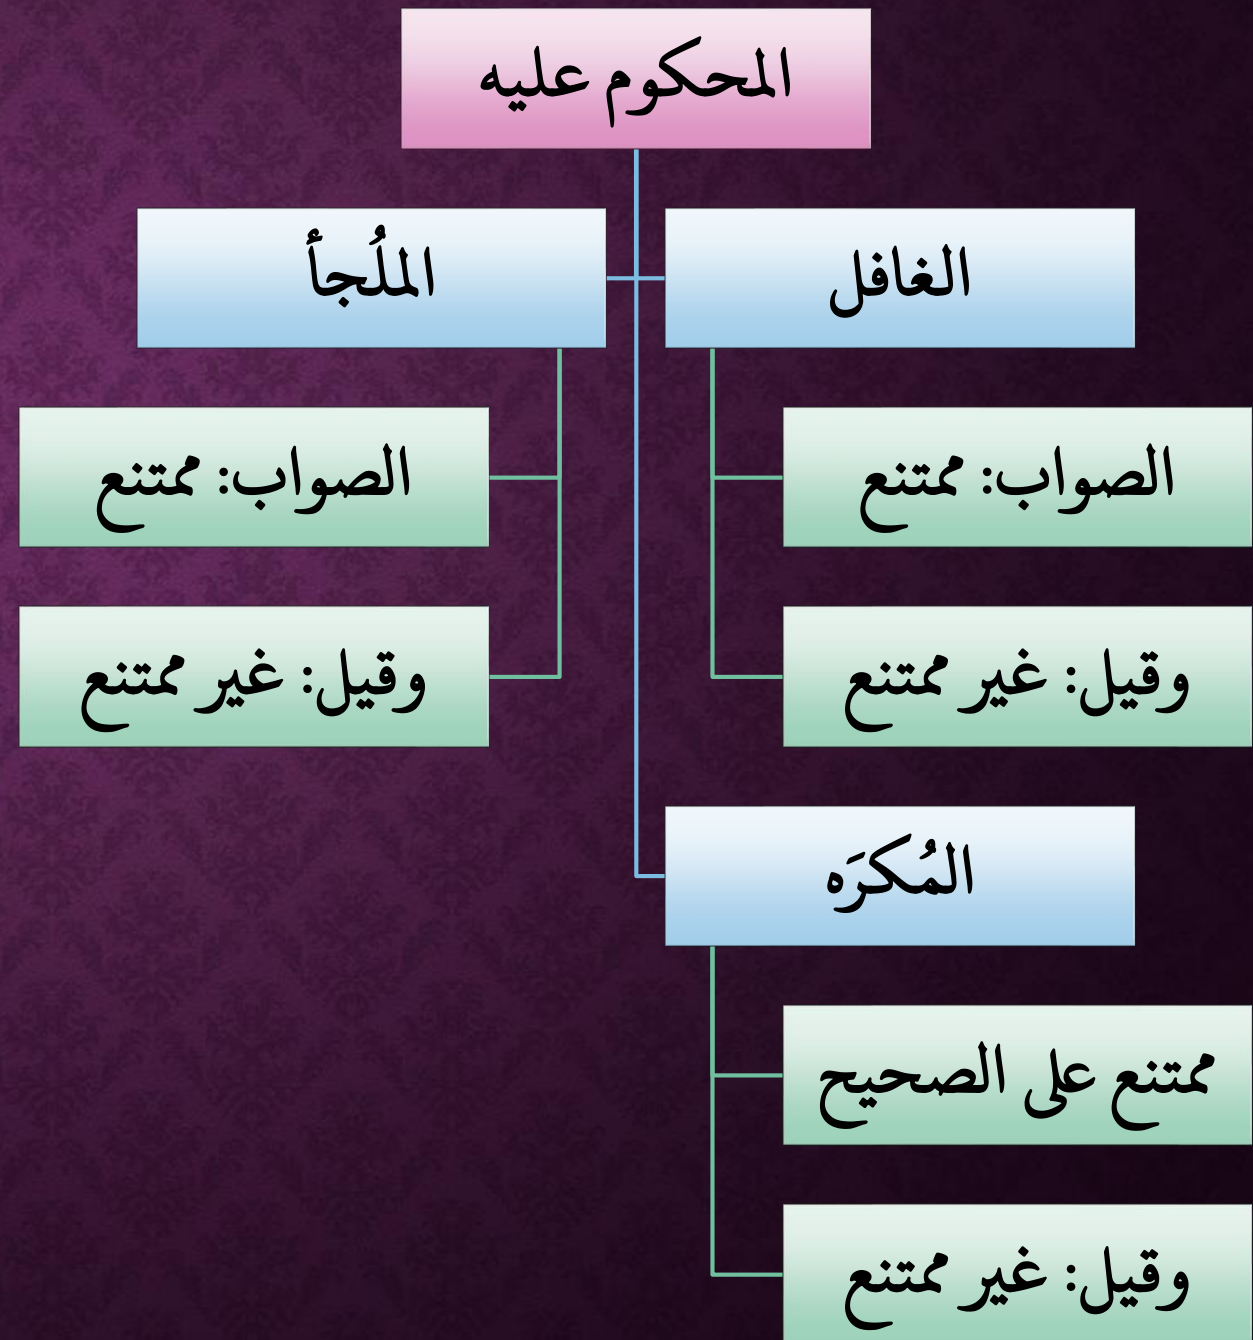 المحكوم عليه
الغافل
الملُجأ
الصواب: ممتنع
الصواب: ممتنع
وقيل: غير ممتنع
وقيل: غير ممتنع
المُكرَه
ممتنع على الصحيح
وقيل: غير ممتنع